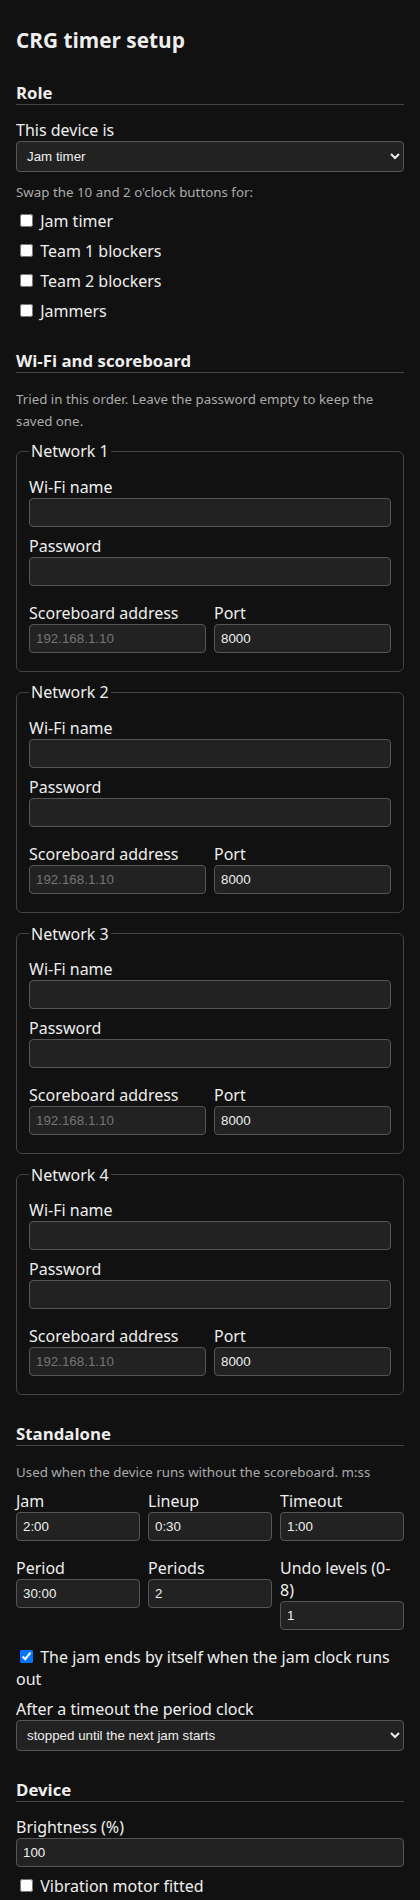 CRG timer setup
Role
This device is
Jam timer
Swap the 10 and 2 o'clock buttons for:
Jam timer
Team 1 blockers
Team 2 blockers
Jammers
Wi-Fi and scoreboard
Tried in this order. Leave the password empty to keep the
saved one.
Network 1
Wi-Fi name
Password
Scoreboard address Port
192.168.1.10 8000
Network 2
Wi-Fi name
Password
Scoreboard address Port
192.168.1.10 8000
Network 3
Wi-Fi name
Password
Scoreboard address Port
192.168.1.10 8000
Network 4
Wi-Fi name
Password
Scoreboard address Port
192.168.1.10 8000
Standalone
Used when the device runs without the scoreboard. m:ss
Jam Lineup Timeout
2:00 0:30 1:00
Period Periods Undo levels (0-
8)
30:00 2 1
The jam ends by itself when the jam clock runs
out
After a timeout the period clock
stopped until the next jam starts
Device
Brightness (%)
100
Vibration motor fitted